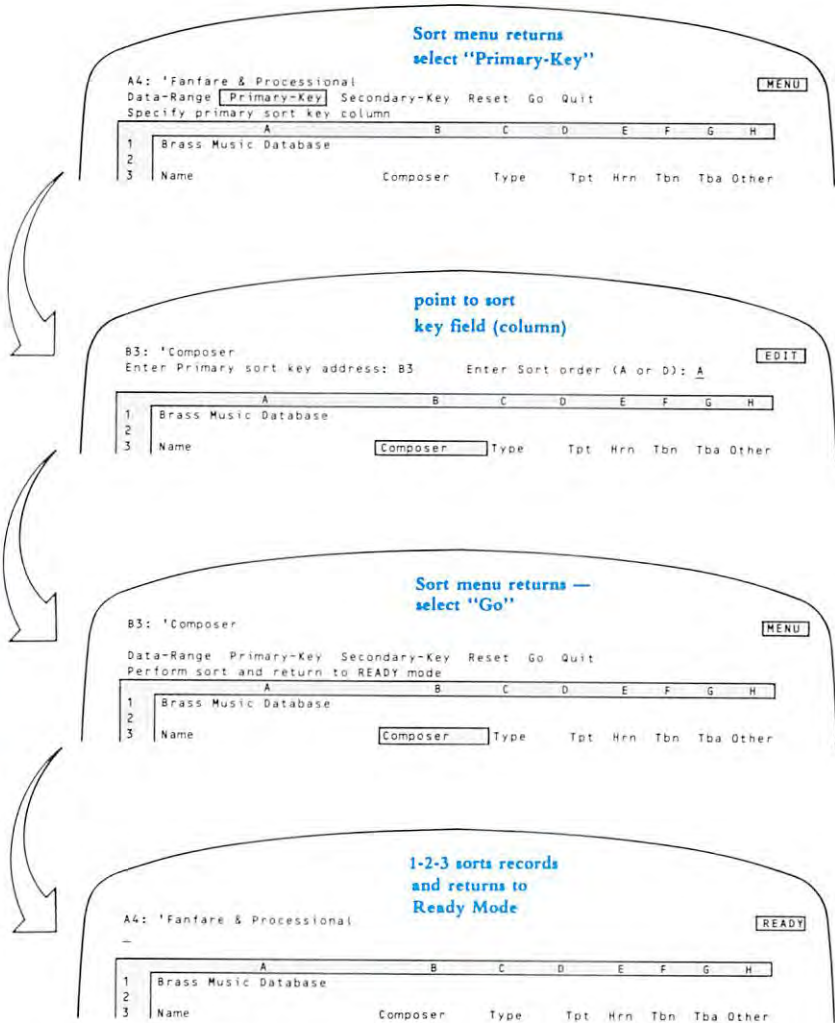 Sort menu returns
select "Primary-Key"
A4: 'Fanfare & Processional
MENU
Data-Range Primary-Key Secondary-Key Reset Go Quit
Specify primary sort key column
A B C D E F G H
1 Brass Music Database
2
3 Name Composer Type Tpt Hrn Tbn Tba Other
point to sort
key field (column)
B3: 'Composer
EDIT
Enter Primary sort key address: B3 Enter Sort order (A or D): A
A B C D E F G H
1 Brass Music Database
2
3 Name Composer Type Tpt Hrn Tbn Tba Other
Sort menu returns —
select "Go"
B3: 'Composer
MENU
Data-Range Primary-Key Secondary-Key Reset Go Quit
Perform sort and return to READY mode
A B C D E F G H
1 Brass Music Database
2
3 Name Composer Type Tpt Hrn Tbn Tba Other
1-2-3 sorts records
and returns to
Ready Mode
A4: 'Fanfare & Processional
READY
_
A B C D E F G H
1 Brass Music Database
2
3 Name Composer Type Tpt Hrn Tbn Tba Other